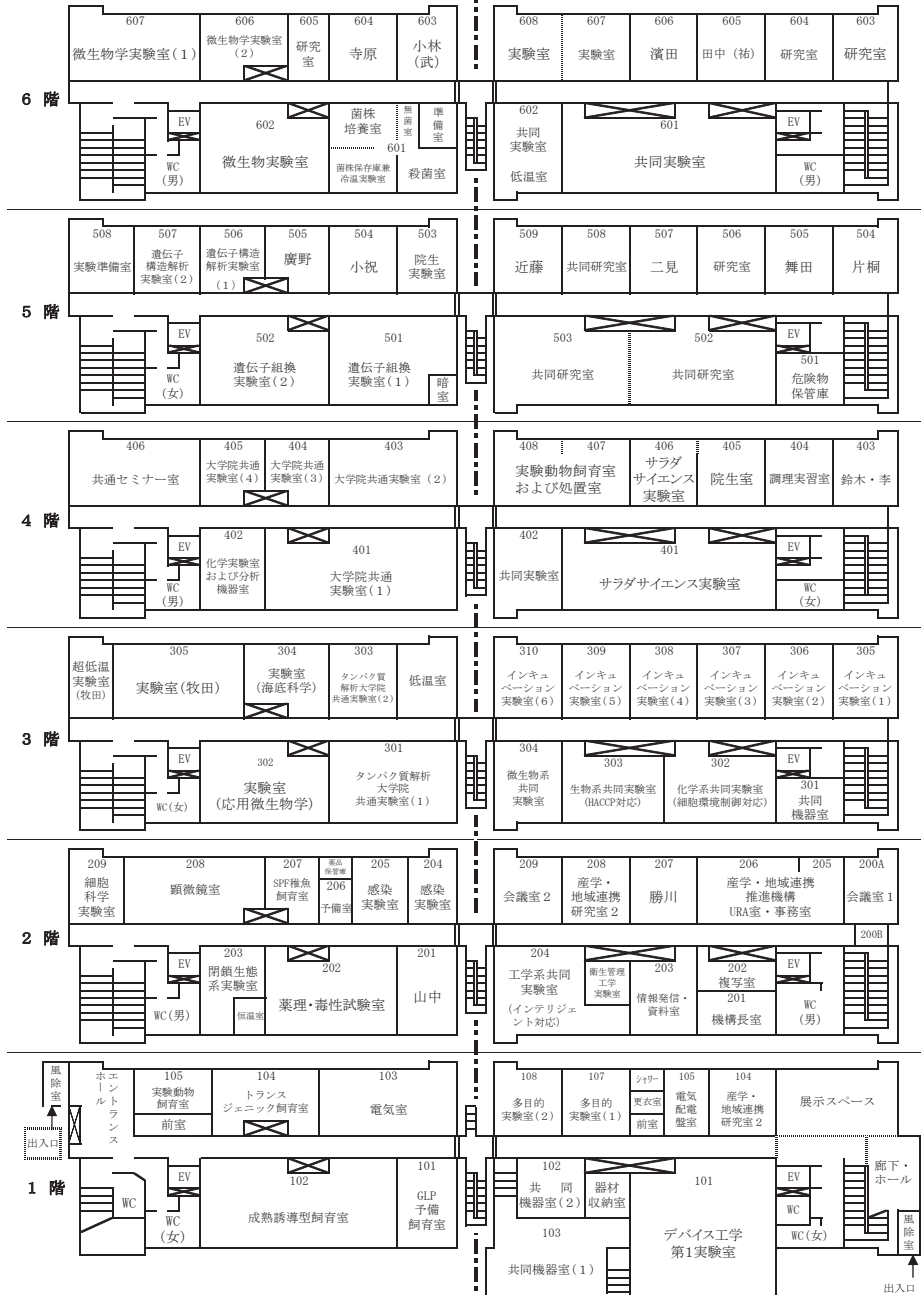 607
微生物学実験室(1)
606
微生物学実験室
(2)
605
研究
室
604
寺原
603
小林
(武)
608
実験室
607
実験室
606
濱田
605
田中(祐)
604
研究室
603
研究室
6 階
EV
WC
(男)
602
微生物実験室
菌株
培養室
無菌室
準備室
601
菌株保存庫兼
冷温実験室
殺菌室
602
共同
実験室
低温室
601
共同実験室
EV
WC
(男)
508
実験準備室
507
遺伝子
構造解析
実験室(2)
506
遺伝子構造
解析実験室
(1)
505
廣野
504
小祝
503
院生
実験室
509
近藤
508
共同研究室
507
二見
506
研究室
505
舞田
504
片桐
5 階
EV
WC
(女)
502
遺伝子組換
実験室(2)
501
遺伝子組換
実験室(1)
暗室
503
共同研究室
502
共同研究室
EV
501
危険物
保管庫
406
共通セミナー室
405
大学院共通
実験室(4)
404
大学院共通
実験室(3)
403
大学院共通実験室(2)
408
407
実験動物飼育室
および処置室
406
サラダ
サイエンス
実験室
405
院生室
404
調理実習室
403
鈴木・李
4 階
EV
WC
(男)
402
化学実験室
および分析
機器室
401
大学院共通
実験室(1)
402
共同実験室
401
サラダサイエンス実験室
EV
WC
(女)
超低温
実験室
(牧田)
305
実験室(牧田)
304
実験室
(海底科学)
303
タンパク質
解析大学院
共通実験室(2)
低温室
310
インキュ
ベーション
実験室(6)
309
インキュ
ベーション
実験室(5)
308
インキュ
ベーション
実験室(4)
307
インキュ
ベーション
実験室(3)
306
インキュ
ベーション
実験室(2)
305
インキュ
ベーション
実験室(1)
3 階
EV
WC(女)
302
実験室
(応用微生物学)
301
タンパク質解析
大学院
共通実験室(1)
304
微生物系
共同
実験室
303
生物系共同実験室
(HACCP対応)
302
化学系共同実験室
(細胞環境制御対応)
EV
301
共同
機器室
209
細胞
科学
実験室
208
顕微鏡室
207
SPF稚魚
飼育室
薬品
保管庫
206
予備室
205
感染
実験室
204
感染
実験室
209
会議室2
208
産学・
地域連携
研究室2
207
勝川
206
産学・地域連携
推進機構
URA室・事務室
205
200A
会議室1
200B
2 階
EV
WC(男)
203
閉鎖生態
系実験室
恒温室
202
薬理・毒性試験室
201
山中
204
工学系共同
実験室
(インテリジェ
ント対応)
衛生管理
工学
実験室
203
情報発信・
資料室
202
複写室
201
機構長室
EV
WC
(男)
風除室
出入口
エントランス
ホール
105
実験動物
飼育室
前室
104
トランス
ジェニック飼育室
103
電気室
108
多目的
実験室(2)
107
多目的
実験室(1)
シャワー
更衣室
前室
105
電気
配電
盤室
104
産学・
地域連携
研究室2
展示スペース
1 階
WC
EV
WC
(女)
102
成熟誘導型飼育室
101
GLP
予備
飼育室
102
共 同
機器室(2)
器材
収納室
103
共同機器室(1)
101
デバイス工学
第1実験室
EV
WC
WC(女)
廊下・
ホール
風除室
出入口